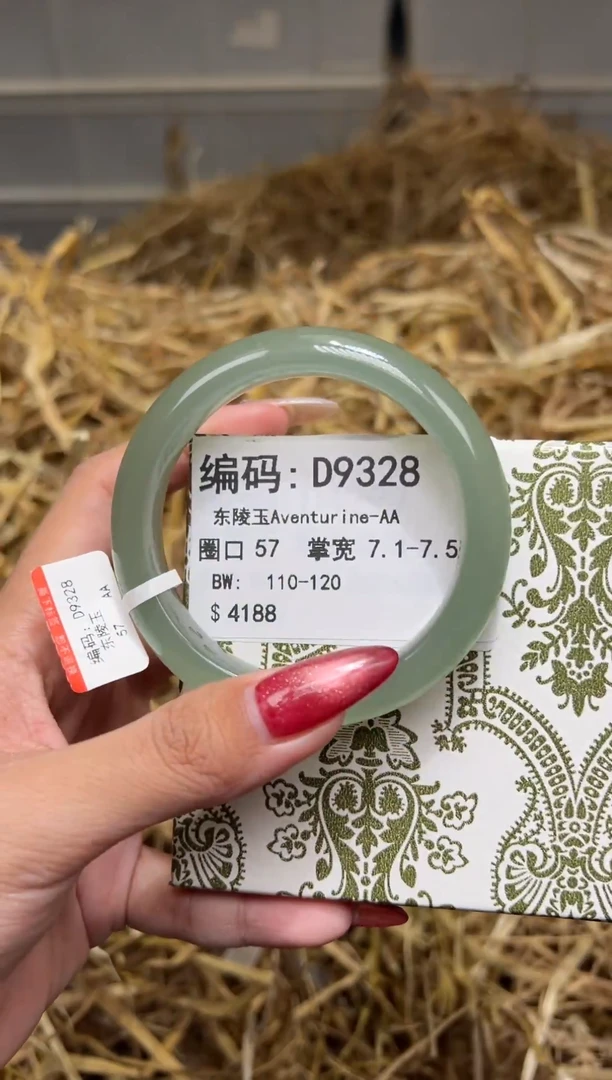 编码: D9328
东陵玉Aventurine-AA
圈口 57 掌宽 7.1-7.5
BW: 110-120
$ 4188
编码: D9328
东陵玉 AA
57